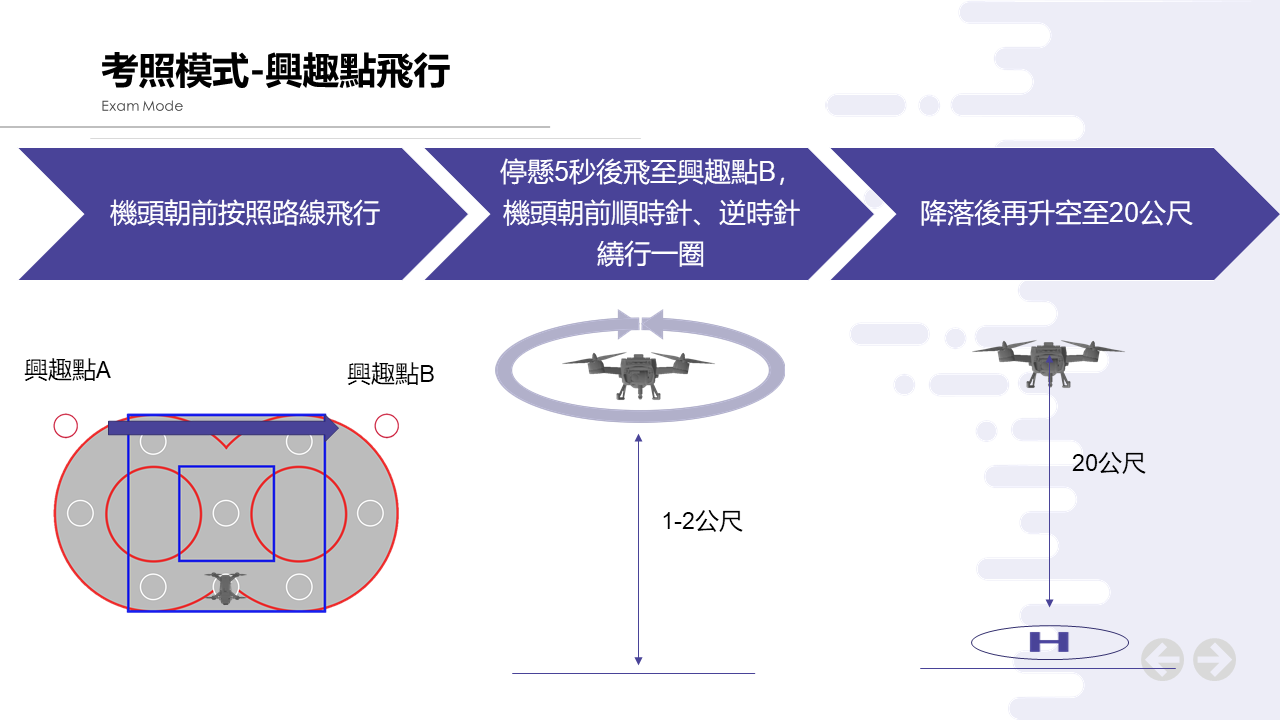 考照模式-興趣點飛行
Exam Mode
機頭朝前按照路線飛行
停懸5秒後飛至興趣點B，
機頭朝前順時針、逆時針
繞行一圈
降落後再升空至20公尺
興趣點A
興趣點B
1-2公尺
20公尺
H